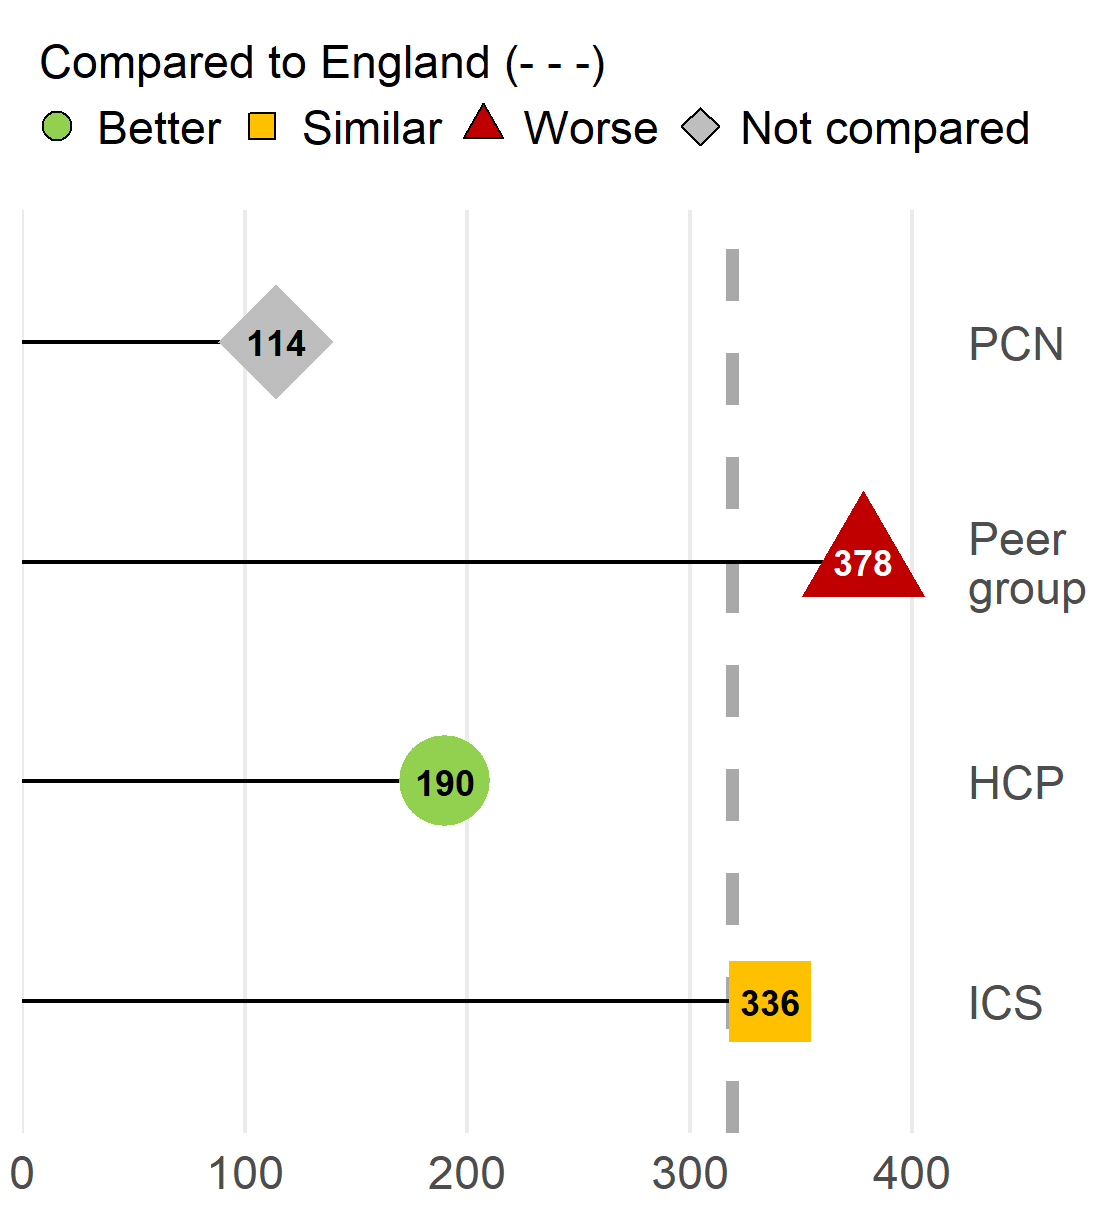 Compared to England (- - -)
Better Similar Worse Not compared
114 PCN
378 Peer
group
190 HCP
336 ICS
0 100 200 300 400